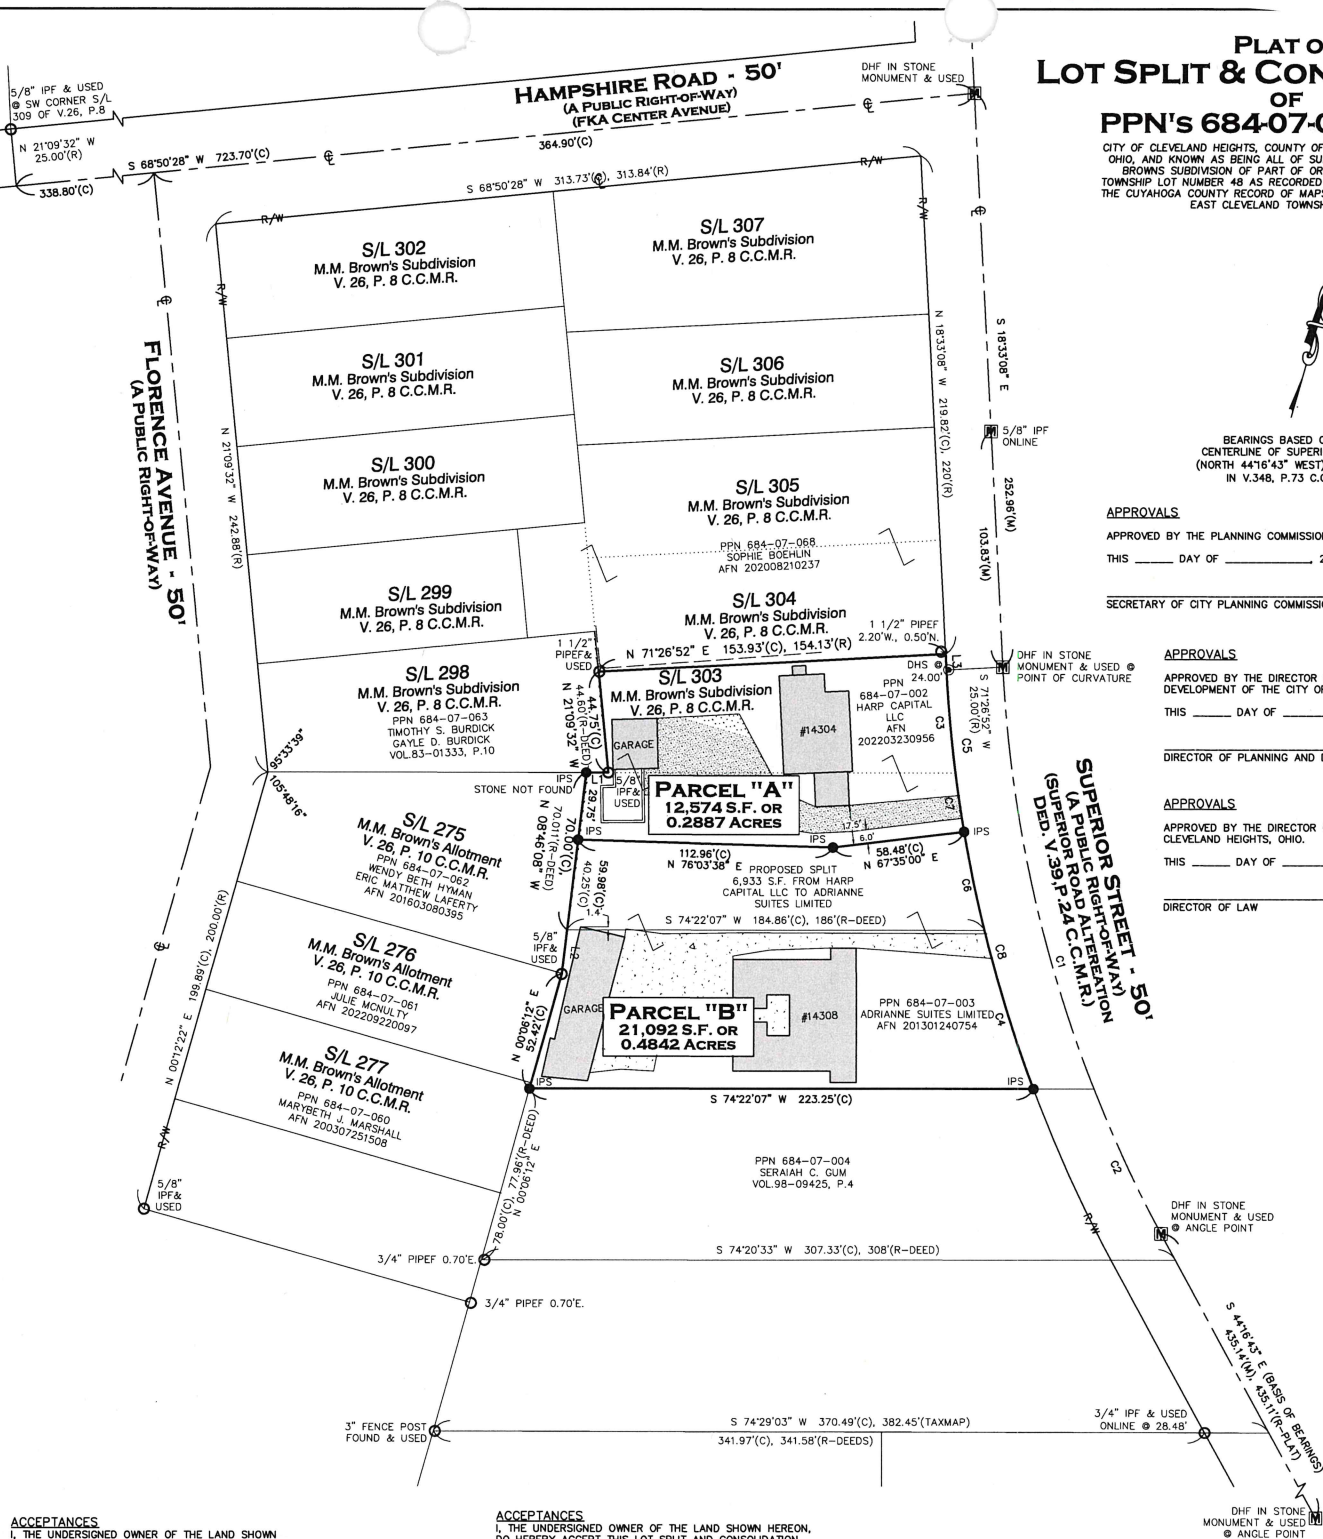 PLAT O
LOT SPLIT & CON
OF
PPN's 684-07-0
CITY OF CLEVELAND HEIGHTS, COUNTY OF
OHIO, AND KNOWN AS BEING ALL OF SU
BROWNS SUBDIVISION OF PART OF OR
TOWNSHIP LOT NUMBER 48 AS RECORDED
THE CUYAHOGA COUNTY RECORD OF MAPS
EAST CLEVELAND TOWNSH
5/8" IPF & USED
@ SW CORNER S/L
309 OF V.26, P.8
N 21°09'32" W
25.00'(R)
S 68°50'28" W 723.70'(C)
338.80'(C)
HAMPSHIRE ROAD - 50'
(A PUBLIC RIGHT-OF-WAY)
(FKA CENTER AVENUE)
364.90'(C)
DHF IN STONE
MONUMENT & USED
M
S 68°50'28" W 313.73'(C), 313.84'(R)
R/W
R/W
R/W
R/W
S/L 302
M.M. Brown's Subdivision
V. 26, P. 8 C.C.M.R.
S/L 307
M.M. Brown's Subdivision
V. 26, P. 8 C.C.M.R.
S/L 301
M.M. Brown's Subdivision
V. 26, P. 8 C.C.M.R.
S/L 306
M.M. Brown's Subdivision
V. 26, P. 8 C.C.M.R.
S/L 300
M.M. Brown's Subdivision
V. 26, P. 8 C.C.M.R.
S/L 305
M.M. Brown's Subdivision
V. 26, P. 8 C.C.M.R.
PPN 684-07-068
SOPHIE BOEHLIN
AFN 202008210237
S/L 299
M.M. Brown's Subdivision
V. 26, P. 8 C.C.M.R.
S/L 304
M.M. Brown's Subdivision
V. 26, P. 8 C.C.M.R.
FLORENCE AVENUE - 50'
(A PUBLIC RIGHT-OF-WAY)
N 21°09'32" W 242.88'(R)
N 18°33'08" W 219.82'(C), 220'(R)
S 18°33'08" E
252.96'(M)
103.83'(M)
M
5/8" IPF
ONLINE
BEARINGS BASED O
CENTERLINE OF SUPERI
(NORTH 44°16'43" WEST)
IN V.348, P.73 C.C
APPROVALS
APPROVED BY THE PLANNING COMMISSION
THIS _____ DAY OF __________, 2
SECRETARY OF CITY PLANNING COMMISSI
APPROVALS
APPROVED BY THE DIRECTOR
DEVELOPMENT OF THE CITY OF
THIS _____ DAY OF
DIRECTOR OF PLANNING AND D
APPROVALS
APPROVED BY THE DIRECTOR
CLEVELAND HEIGHTS, OHIO.
THIS _____ DAY OF
DIRECTOR OF LAW
1 1/2"
PIPEF&
USED
N 71°26'52" E 153.93'(C), 154.13'(R)
1 1/2" PIPEF
2.20'W., 0.50'N.
DHS @
24.00'
L3
M
DHF IN STONE
MONUMENT & USED @
POINT OF CURVATURE
S 71°26'52" W
25.00'(R)
S/L 298
M.M. Brown's Subdivision
V. 26, P. 8 C.C.M.R.
PPN 684-07-063
TIMOTHY S. BURDICK
GAYLE D. BURDICK
VOL.83-01333, P.10
44.75'(C)
44.60'(R-DEED)
N 21°09'32" W
S/L 303
M.M. Brown's Subdivision
V. 26, P. 8 C.C.M.R.
GARAGE
#14304
PPN
684-07-002
HARP CAPITAL
LLC
AFN
202203230956
C3
C5
C7
95°33'39"
105°48'16"
IPS
STONE NOT FOUND
L1
5/8"
IPF&
USED
PARCEL "A"
12,574 S.F. OR
0.2887 ACRES
17.5'
6.0'
IPS
IPS
IPS
29.75'
70.00'(C),
70.011'(R-DEED)
N 08°46'08" W
59.98'(C)
40.25'(C)
1.4'
112.96'(C)
N 76°03'38" E
58.48'(C)
N 67°35'00" E
PROPOSED SPLIT
6,933 S.F. FROM HARP
CAPITAL LLC TO ADRIANNE
SUITES LIMITED
C6
S 74°22'07" W 184.86'(C), 186'(R-DEED)
SUPERIOR STREET - 50'
(A PUBLIC RIGHT-OF-WAY)
(SUPERIOR ROAD ALTEREATION
DED. V.39,P.24 C.C.M.R.)
S/L 275
M.M. Brown's Allotment
V. 26, P. 10 C.C.M.R.
PPN 684-07-062
WENDY BETH HYMAN
ERIC MATTHEW LAFERTY
AFN 201603080395
5/8"
IPF&
USED
L2
GARAGE
PARCEL "B"
21,092 S.F. OR
0.4842 ACRES
#14308
PPN 684-07-003
ADRIANNE SUITES LIMITED
AFN 201301240754
C8
C4
C1
S/L 276
M.M. Brown's Allotment
V. 26, P. 10 C.C.M.R.
PPN 684-07-061
JULIE MCNULTY
AFN 202209220097
N 00°06'12" E
52.42'(C)
N 00°12'22" E 199.89'(C), 200.00'(R)
S/L 277
M.M. Brown's Allotment
V. 26, P. 10 C.C.M.R.
PPN 684-07-060
MARYBETH J. MARSHALL
AFN 200307251508
IPS
S 74°22'07" W 223.25'(C)
IPS
R/W
5/8"
IPF&
USED
78.00'(C), 77.96'(R-DEED)
N 00°06'12" E
PPN 684-07-004
SERAIAH C. GUM
VOL.98-09425, P.4
C2
R/W
DHF IN STONE
MONUMENT & USED
@ ANGLE POINT
M
3/4" PIPEF 0.70'E.
S 74°20'33" W 307.33'(C), 308'(R-DEED)
3/4" PIPEF 0.70'E.
S 44°16'43" E (BASIS OF BEARINGS)
435.14'(M), 435.11'(R-PLAT)
3" FENCE POST
FOUND & USED
S 74°29'03" W 370.49'(C), 382.45'(TAXMAP)
341.97'(C), 341.58'(R-DEEDS)
3/4" IPF & USED
ONLINE @ 28.48'
DHF IN STONE
MONUMENT & USED
@ ANGLE POINT
M
ACCEPTANCES
I, THE UNDERSIGNED OWNER OF THE LAND SHOWN
ACCEPTANCES
I, THE UNDERSIGNED OWNER OF THE LAND SHOWN HEREON,
DO HEREBY ACCEPT THIS LOT SPLIT AND CONSOLIDATION